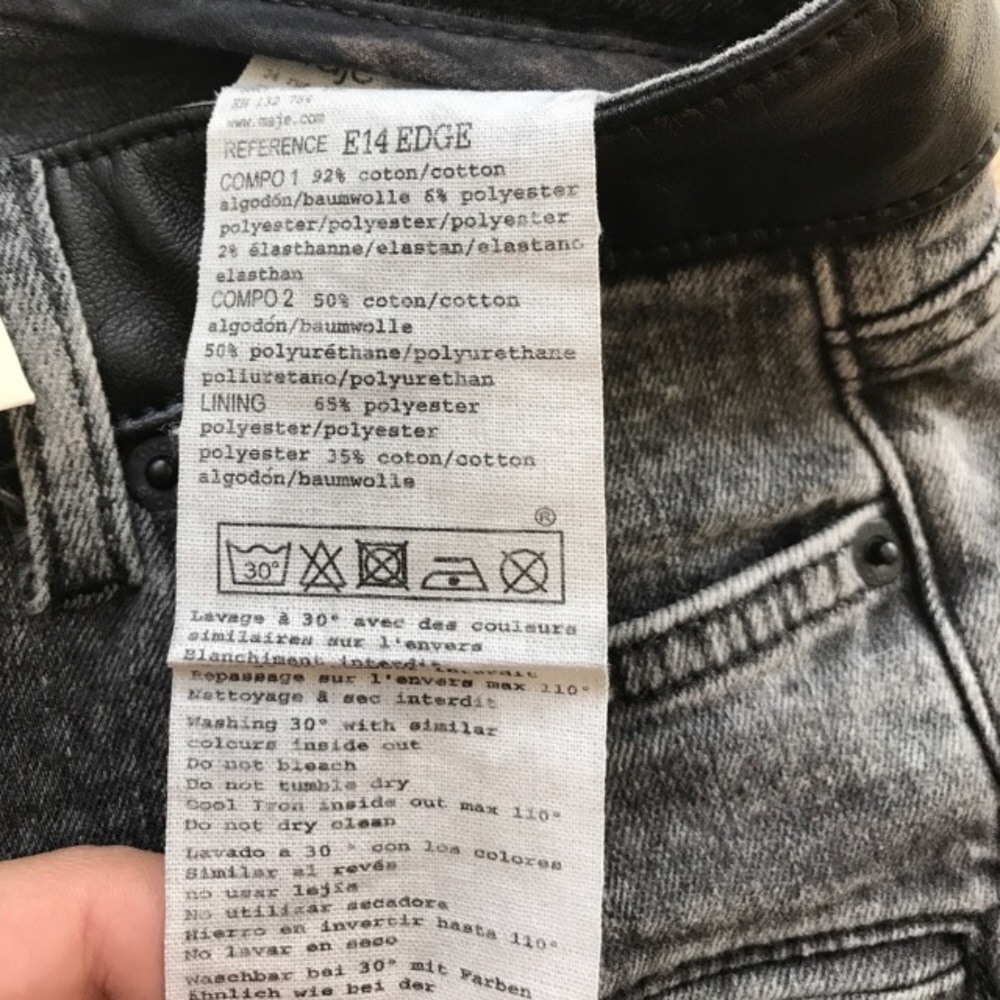 RN 132 784
www.maje.com
REFERENCE E14 EDGE
COMPO 1 92% coton/cotton
algodón/baumwolle 6% polyester
polyester/polyester/polyester
2% élasthanne/elastan/elastano
elasthan
COMPO 2 50% coton/cotton
algodón/baumwolle
50% polyuréthane/polyurethane
poliuretano/polyurethan
LINING 65% polyester
polyester/polyester
polyester 35% coton/cotton
algodón/baumwolle
®
30°
Lavage à 30° avec des couleurs
similaires sur l'envers
Blanchiment interdit
Repassage sur l'envers max 110°
Nettoyage à sec interdit
Washing 30° with similar
colours inside out
Do not bleach
Do not tumble dry
Cool Iron inside out max 110°
Do not dry clean
Lavado a 30 ° con los colores
Similar al revés
no usar lejía
No utilizar secadora
Hierro en invertir hasta 110°
No lavar en seco
Waschbar bei 30° mit Farben
Ähnlich wie bei der